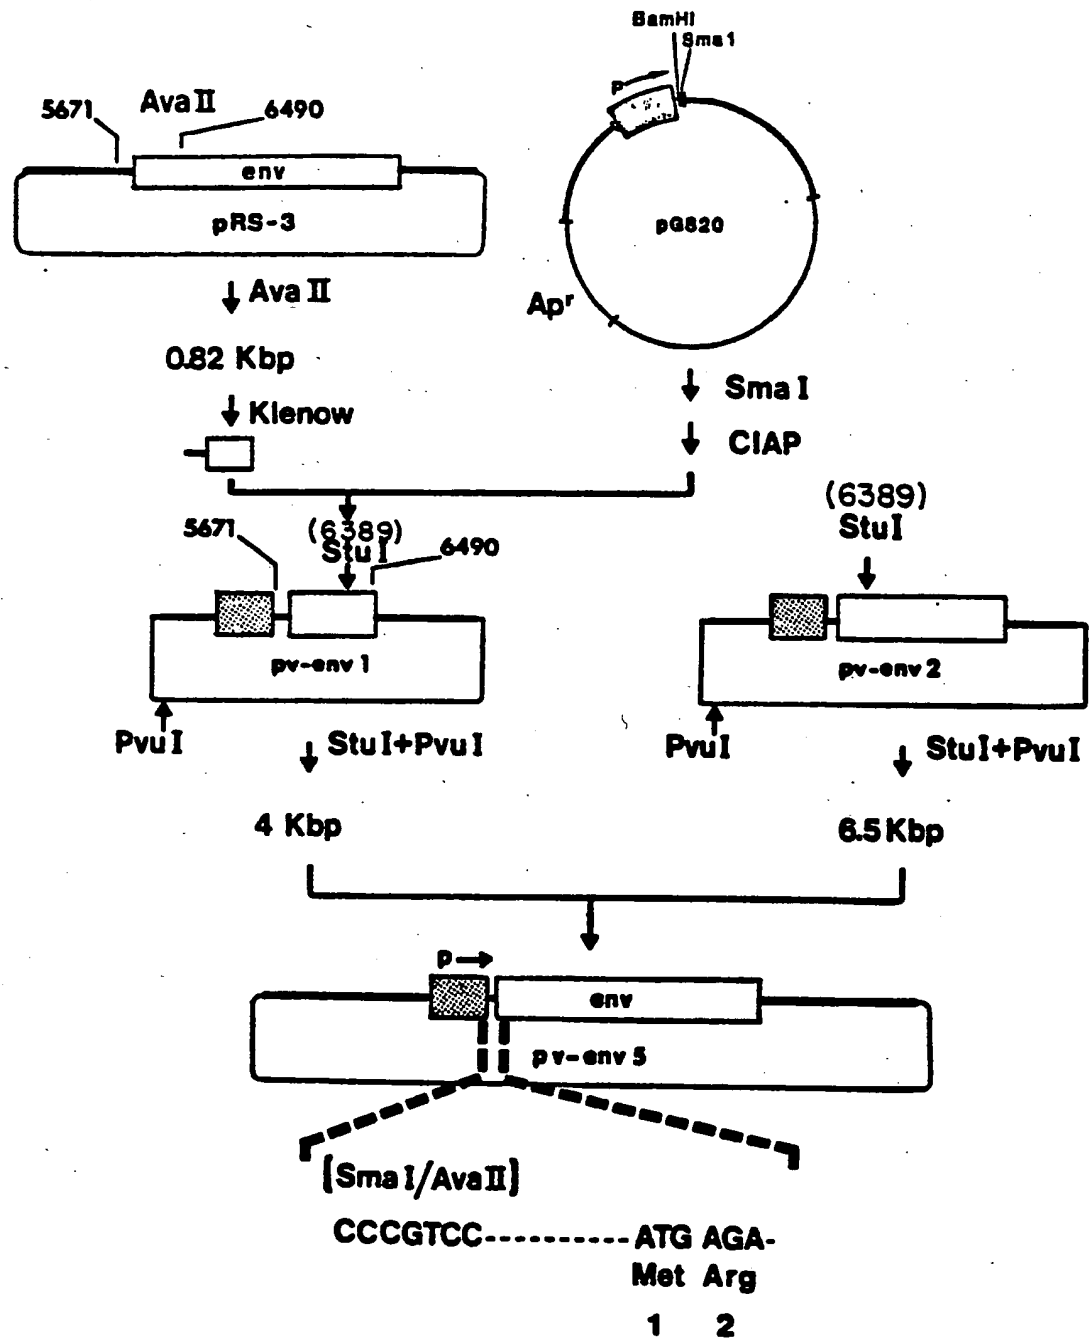 BamHI
Sma1
P
5671
AvaII
6490
env
pRS-3
pG820
Apr
AvaII
0.82 Kbp
Klenow
SmaI
CIAP
(6389)
StuI
5671
6490
pv-env 1
PvuI
StuI+PvuI
4 Kbp
(6389)
StuI
pv-env 2
PvuI
StuI+PvuI
6.5 Kbp
P
env
pv-env 5
[SmaI/AvaII]
CCCGTCC----------ATG AGA-
Met Arg
1 2